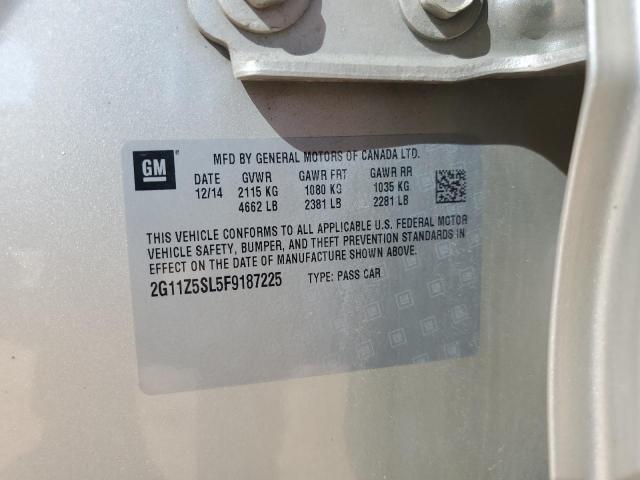 GM
MFD BY GENERAL MOTORS OF CANADA LTD.
DATE GVWR GAWR FRT GAWR RR
12/14 2115 KG 1080 KG 1035 KG
4662 LB 2381 LB 2281 LB
THIS VEHICLE CONFORMS TO ALL APPLICABLE U.S. FEDERAL MOTOR
VEHICLE SAFETY, BUMPER, AND THEFT PREVENTION STANDARDS IN
EFFECT ON THE DATE OF MANUFACTURE SHOWN ABOVE.
2G11Z5SL5F9187225 TYPE: PASS CAR